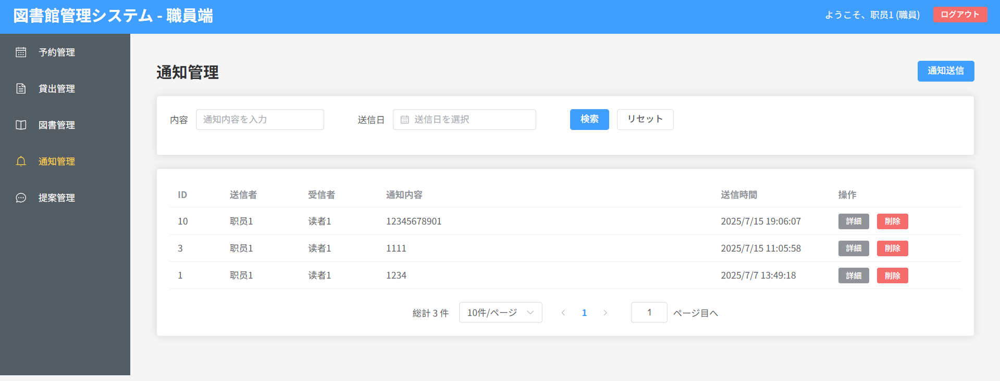 図書館管理システム - 職員端
ようこそ、职员1 (職員) ログアウト
予約管理
貸出管理
図書管理
通知管理
提案管理
通知管理 通知送信
内容 通知内容を入力 送信日 送信日を選択 検索 リセット
ID 送信者 受信者 通知内容 送信時間 操作
10 职员1 读者1 12345678901 2025/7/15 19:06:07 詳細 削除
3 职员1 读者1 1111 2025/7/15 11:05:58 詳細 削除
1 职员1 读者1 1234 2025/7/7 13:49:18 詳細 削除
総計 3 件 10件/ページ 1 1 ページ目へ